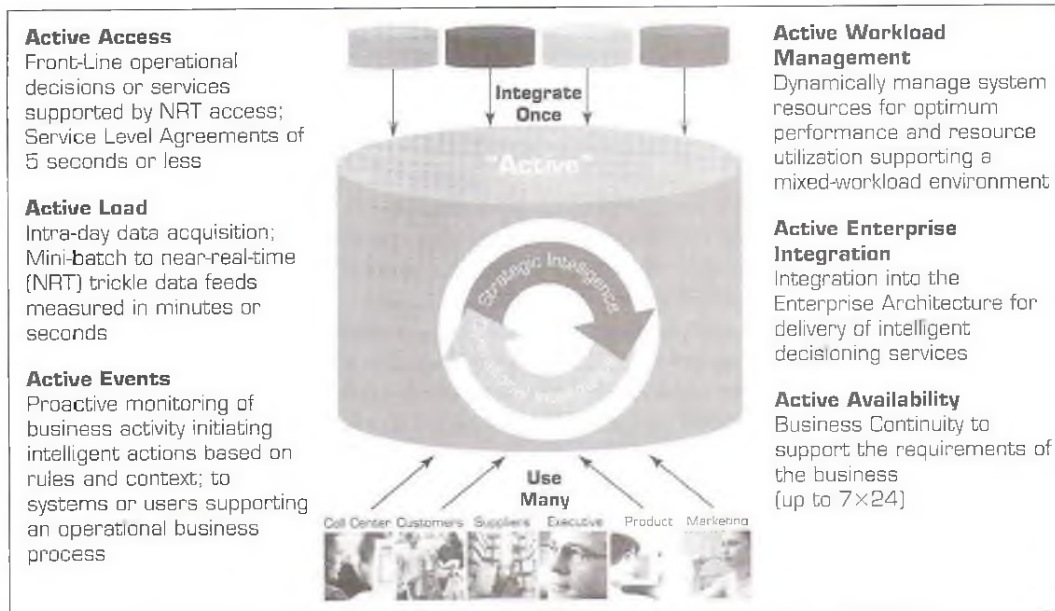 Active Access
Front-Line operational
decisions or services
supported by NRT access;
Service Level Agreements of
5 seconds or less
Active Load
Intra-day data acquisition;
Mini-batch to near-real-time
(NRT) trickle data feeds
measured in minutes or
seconds
Active Events
Proactive monitoring of
business activity initiating
intelligent actions based on
rules and context; to
systems or users supporting
an operational business
process
Integrate
Once
"Active"
Strategic Intelligence
Intelligence
Use
Many
Call Center Customers Suppliers Executive Product Marketing
Active Workload
Management
Dynamically manage system
resources for optimum
performance and resource
utilization supporting a
mixed-workload environment
Active Enterprise
Integration
Integration into the
Enterprise Architecture for
delivery of intelligent
decisioning services
Active Availability
Business Continuity to
support the requirements of
the business
(up to 7×24)